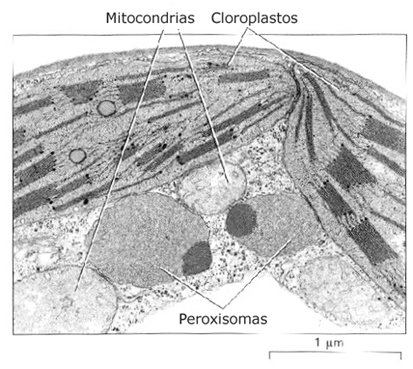 Mitocondrias Cloroplastos
Peroxisomas
1 μm